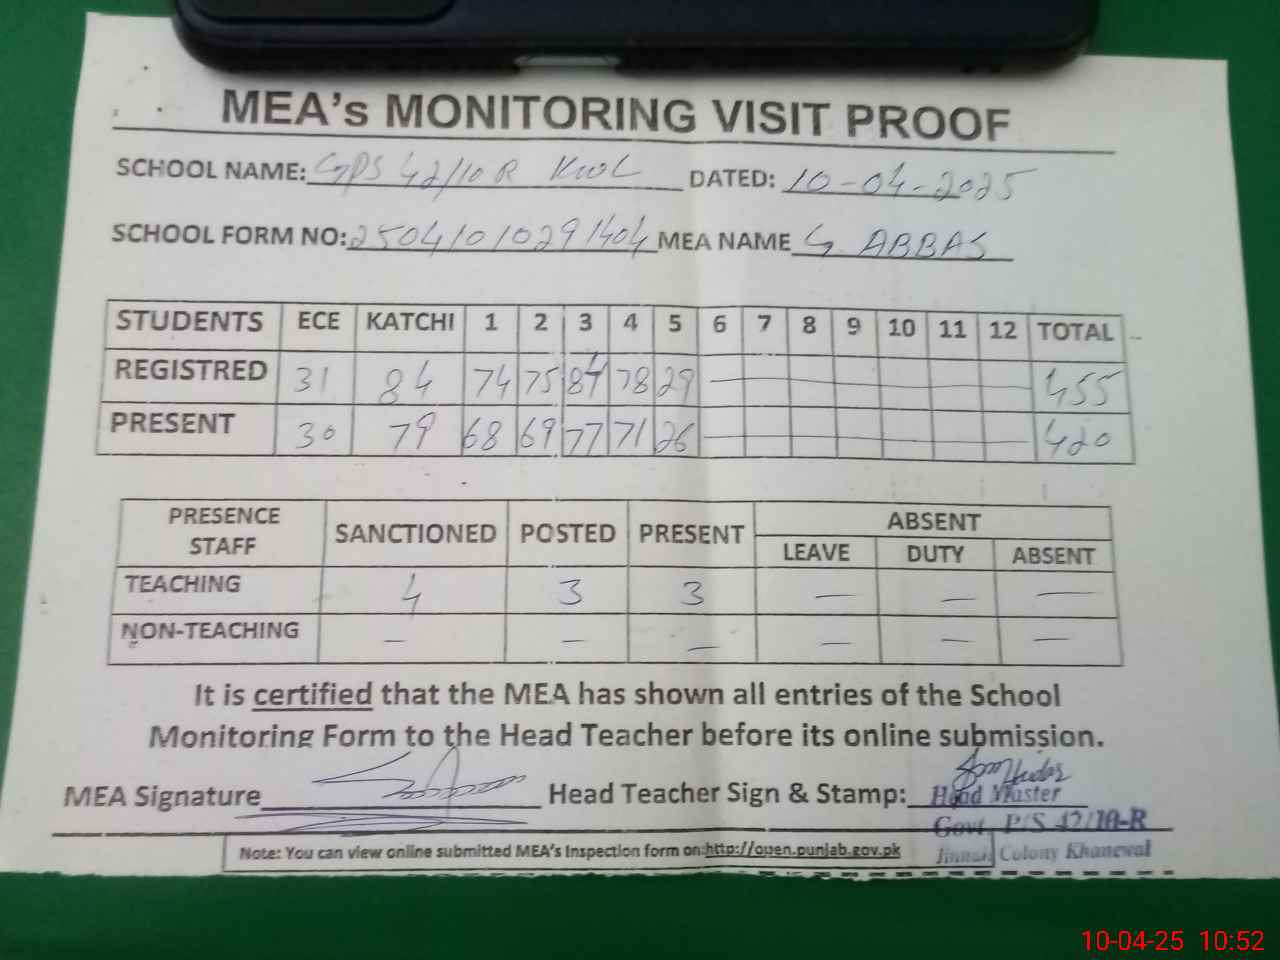 MEA's MONITORING VISIT PROOF
SCHOOL NAME: GPS 42/10 R KWL DATED: 10-04-2025
SCHOOL FORM NO: 25041010291404 MEA NAME G ABBAS
STUDENTS ECE KATCHI 1 2 3 4 5 6 7 8 9 10 11 12 TOTAL
REGISTRED 31 84 74 75 84 78 29 — 455
PRESENT 30 79 68 69 77 71 26 — 420
PRESENCE STAFF SANCTIONED POSTED PRESENT ABSENT
LEAVE DUTY ABSENT
TEACHING 4 3 3 — — —
NON-TEACHING — — — — — —
It is certified that the MEA has shown all entries of the School
Monitoring Form to the Head Teacher before its online submission.
MEA Signature Head Teacher Sign & Stamp:
Head Master
Govt. P/S 42/10-R
Jinnah Colony Khanewal
Note: You can view online submitted MEA's Inspection form on:http://open.punjab.gov.pk
10-04-25 10:52